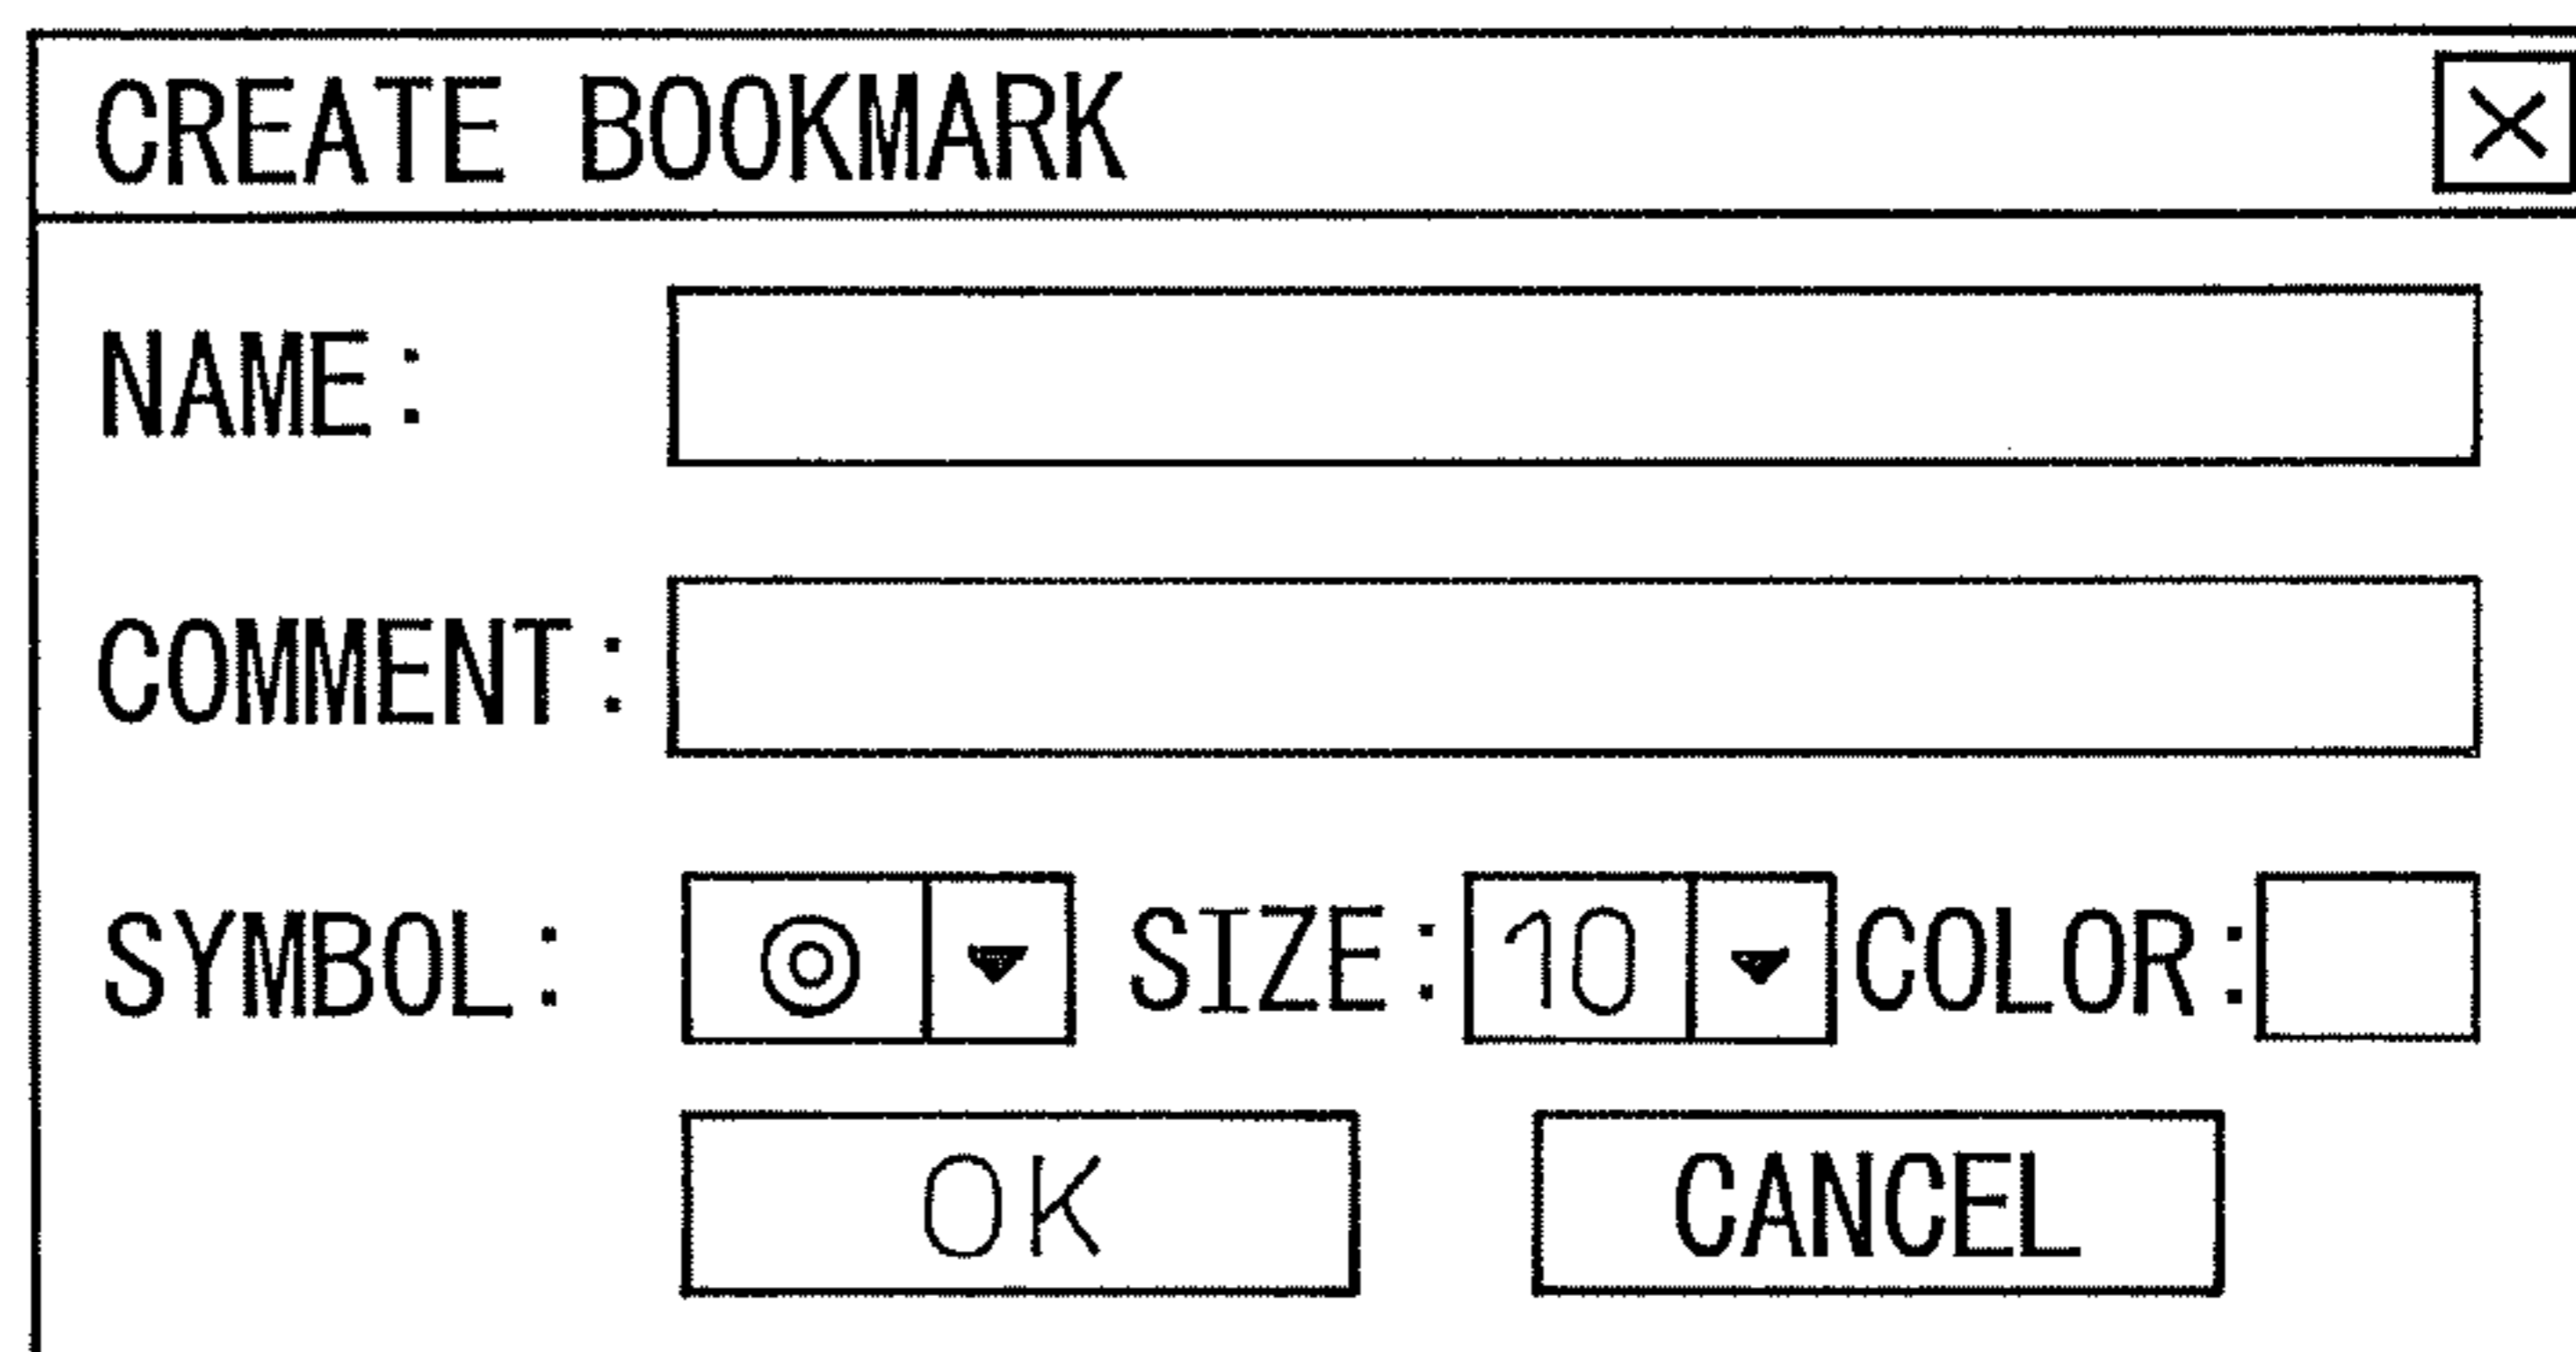 CREATE BOOKMARK
NAME:
COMMENT:
SYMBOL: ◎ SIZE: 10 COLOR:
OK CANCEL